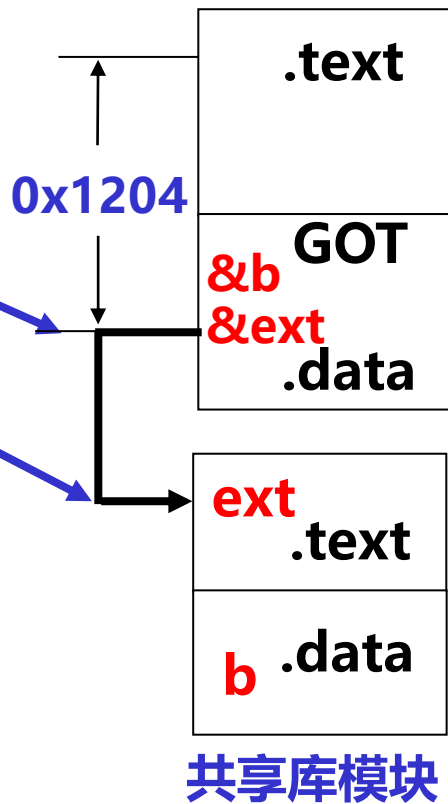 .text
0x1204
GOT
&b
&ext
.data
ext
.text
b .data
共享库模块